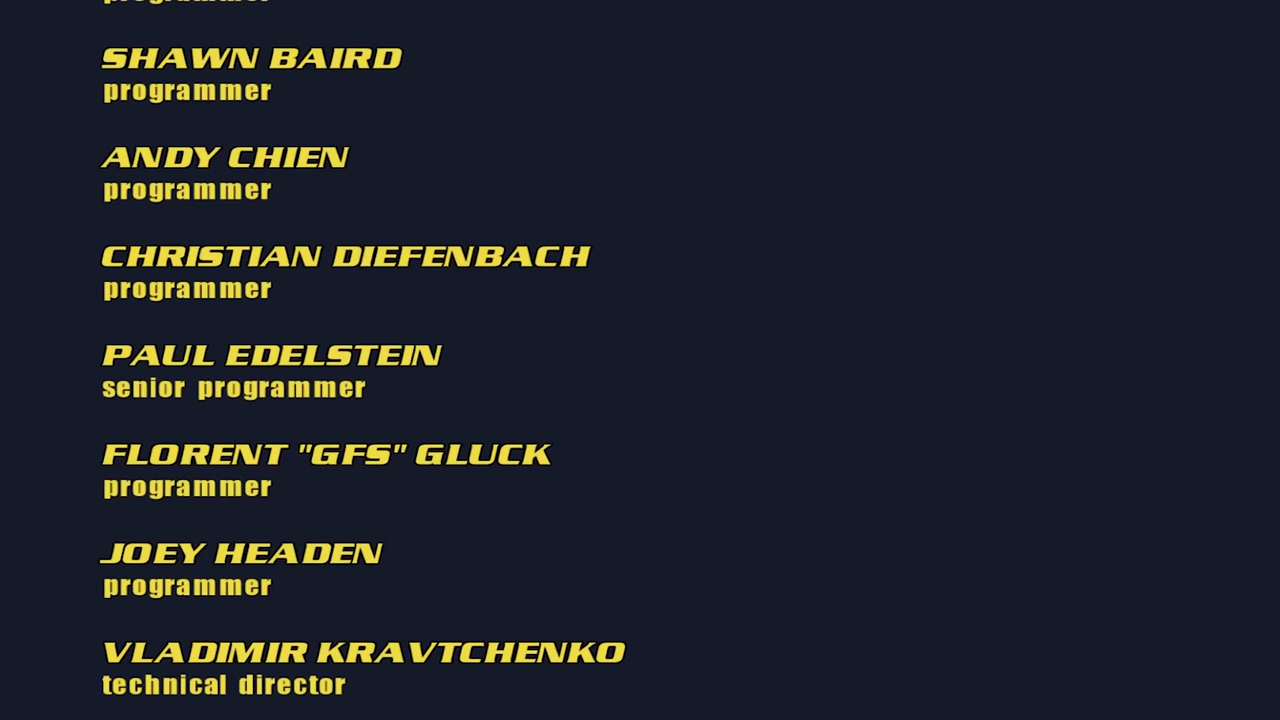 programmer
SHAWN BAIRD
programmer
ANDY CHIEN
programmer
CHRISTIAN DIEFENBACH
programmer
PAUL EDELSTEIN
senior programmer
FLORENT "GFS" GLUCK
programmer
JOEY HEADEN
programmer
VLADIMIR KRAVTCHENKO
technical director